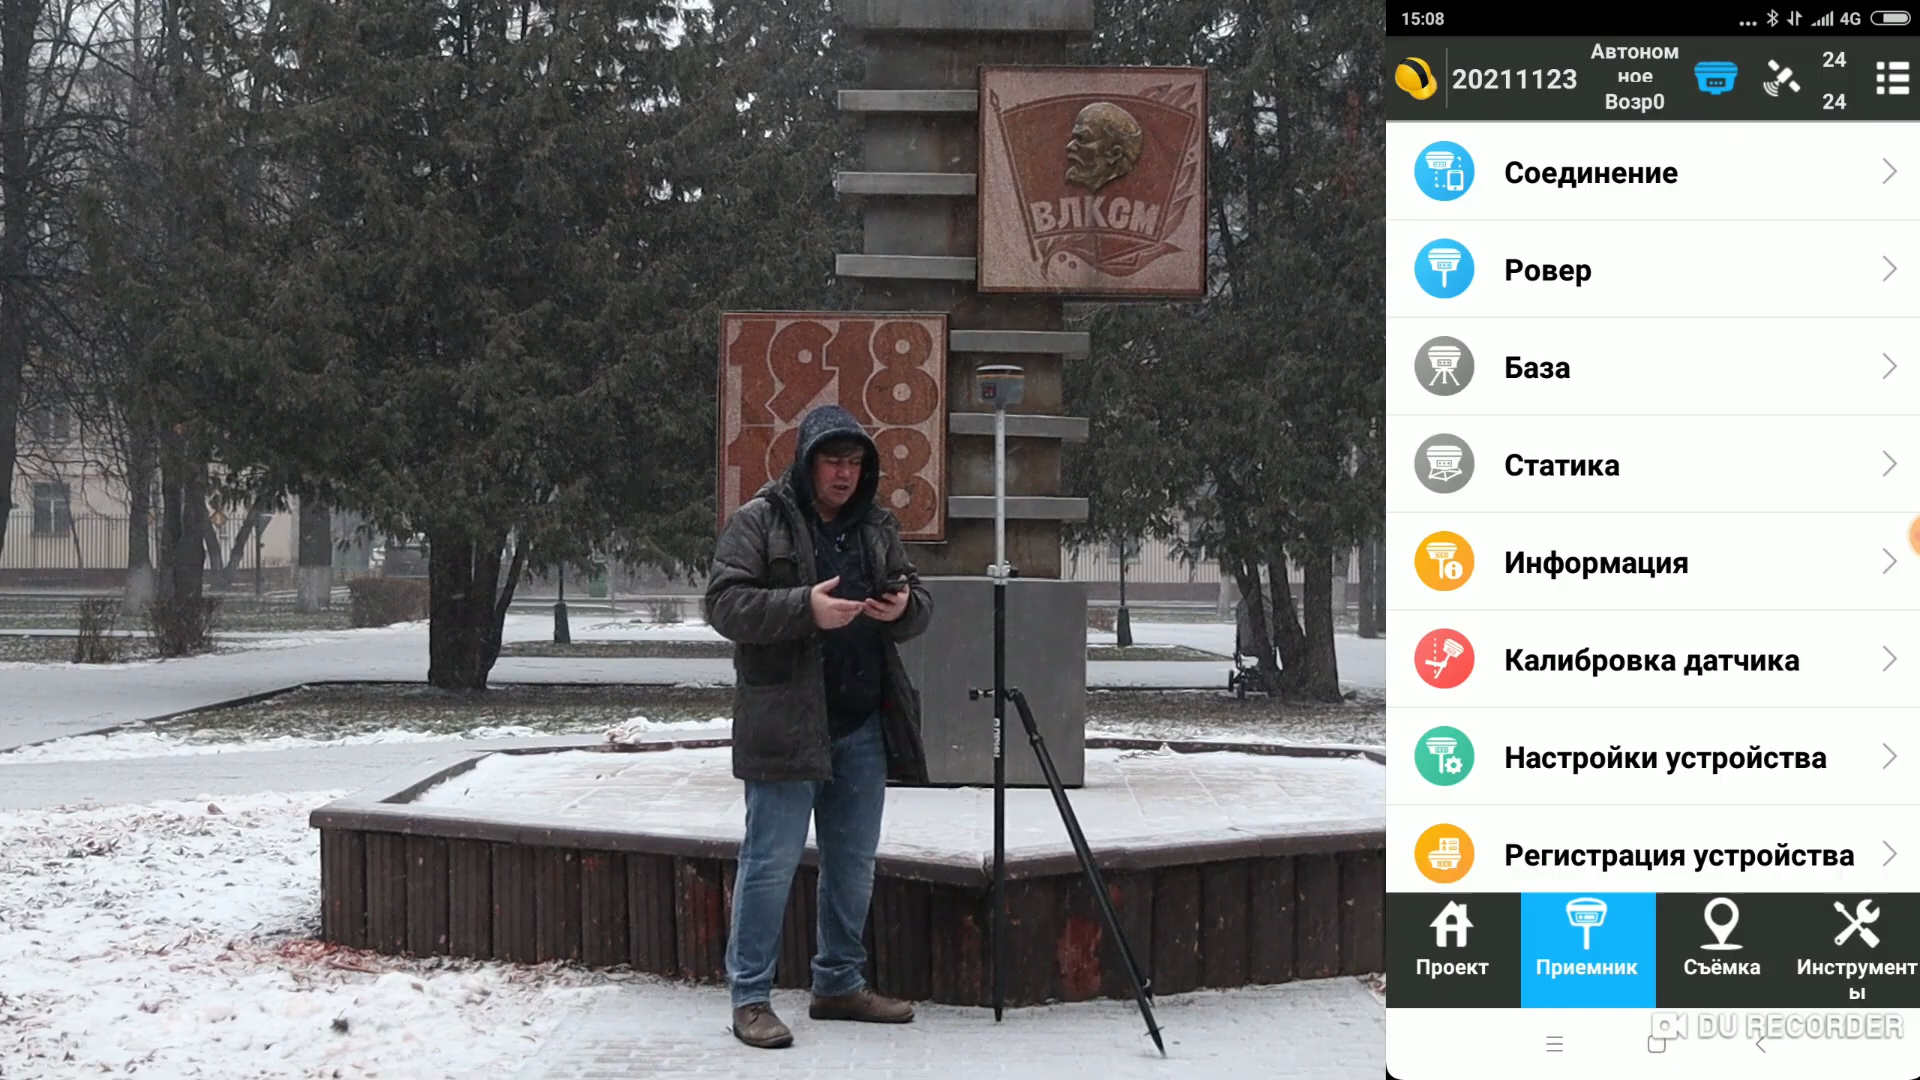 ВЛКСМ
1918
15:08
4G
20211123
Автоном
ное
Возр0
24
24
Соединение
Ровер
База
Статика
Информация
Калибровка датчика
Настройки устройства
Регистрация устройства
Проект
Приемник
Съёмка
Инструмент
ы
DU RECORDER